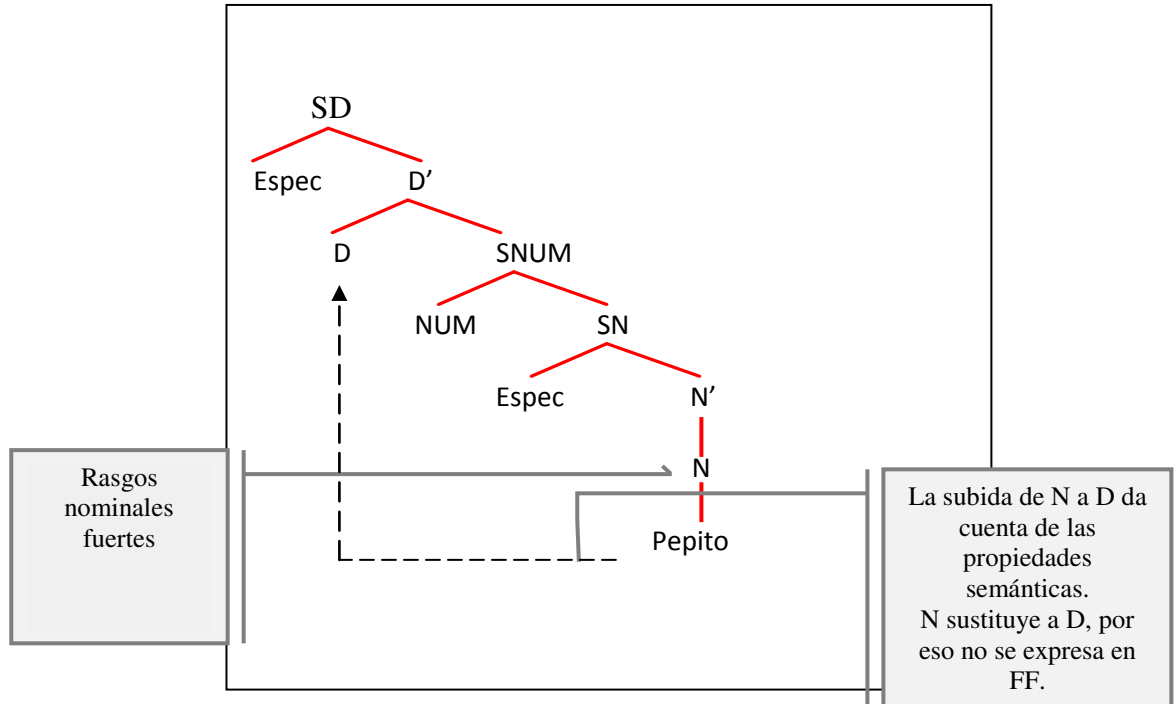 SD
Espec D’
D SNUM
NUM SN
Espec N’
N
Pepito
Rasgos
nominales
fuertes
La subida de N a D da
cuenta de las
propiedades
semánticas.
N sustituye a D, por
eso no se expresa en
FF.